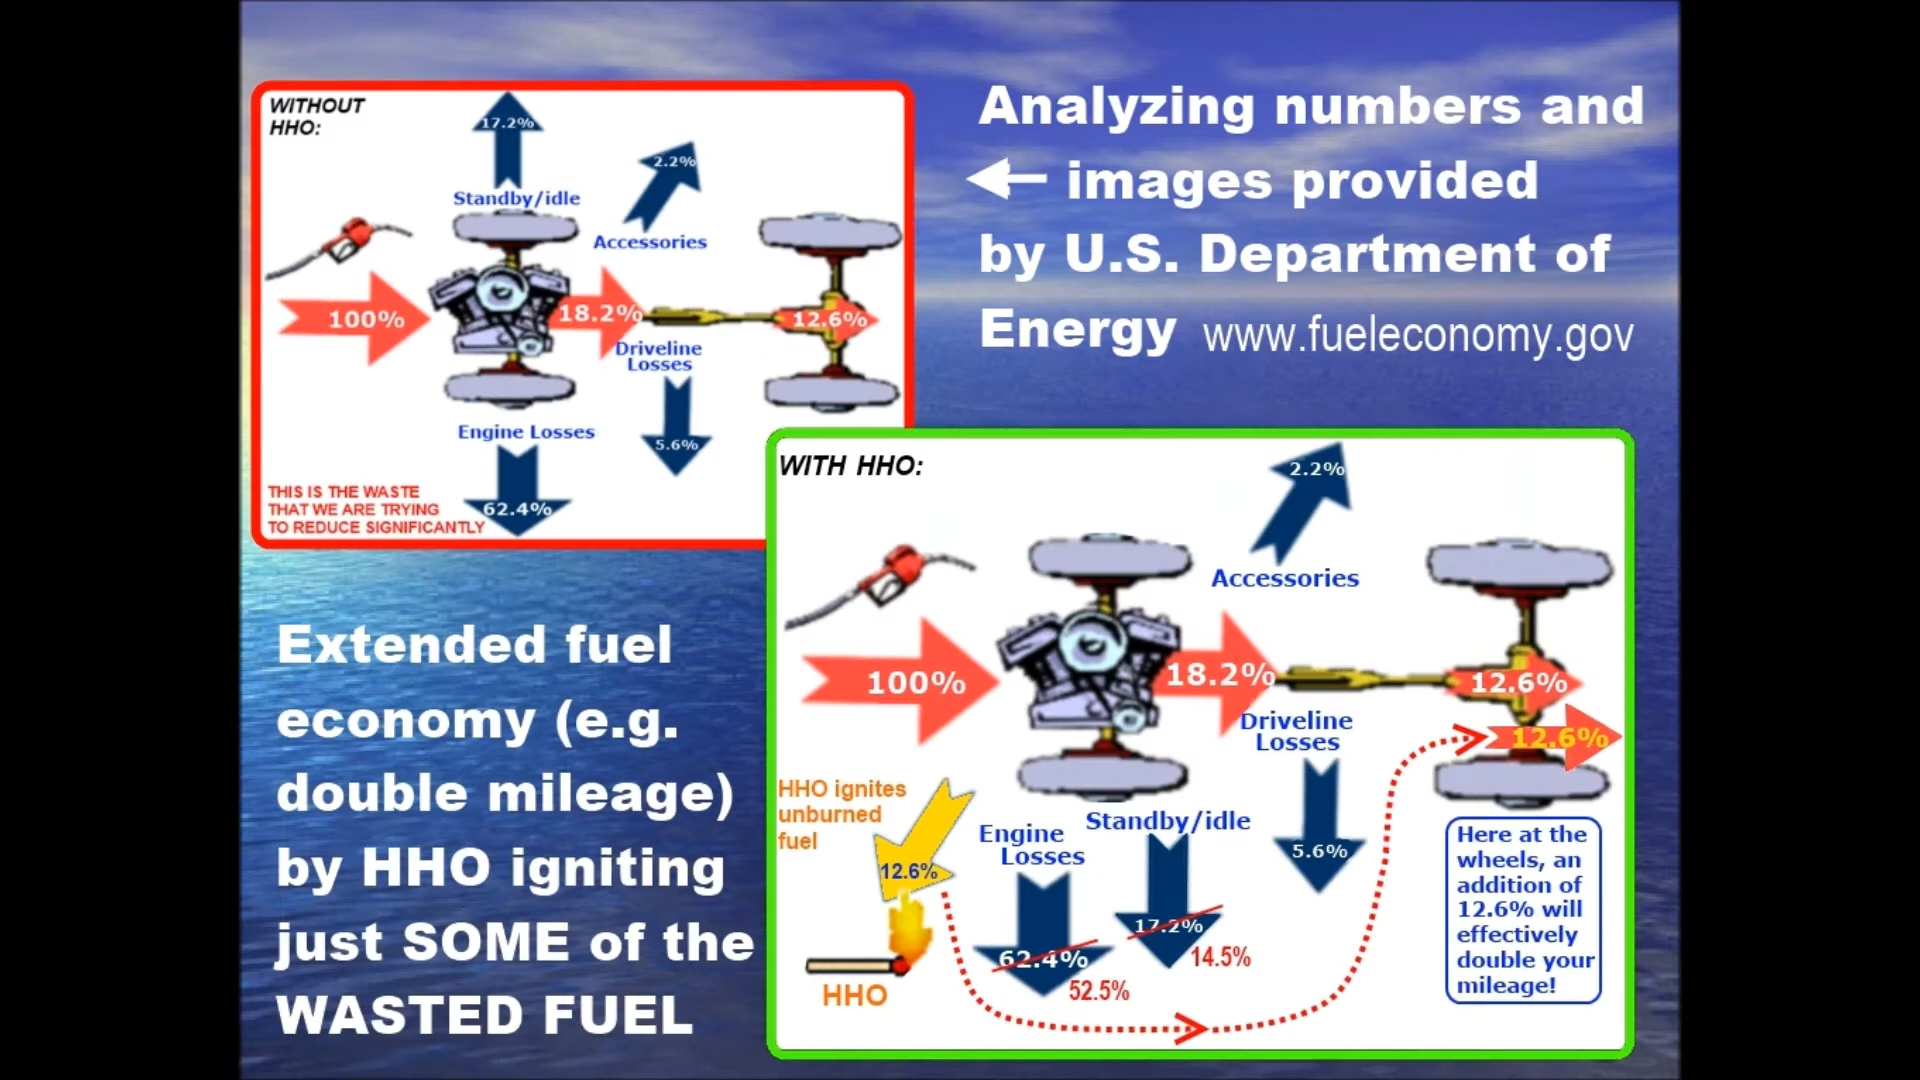 WITHOUT
HHO:
17.2%
2.2%
Standby/idle
Accessories
100%
18.2%
12.6%
Driveline
Losses
Engine Losses
5.6%
62.4%
THIS IS THE WASTE
THAT WE ARE TRYING
TO REDUCE SIGNIFICANTLY
Analyzing numbers and
images provided
by U.S. Department of
Energy www.fueleconomy.gov
Extended fuel
economy (e.g.
double mileage)
by HHO igniting
just SOME of the
WASTED FUEL
WITH HHO:
2.2%
Accessories
100%
18.2%
12.6%
Driveline
Losses
12.6%
HHO ignites
unburned
fuel
12.6%
HHO
Engine
Losses
Standby/idle
5.6%
62.4%
52.5%
17.2%
14.5%
Here at the
wheels, an
addition of
12.6% will
effectively
double your
mileage!